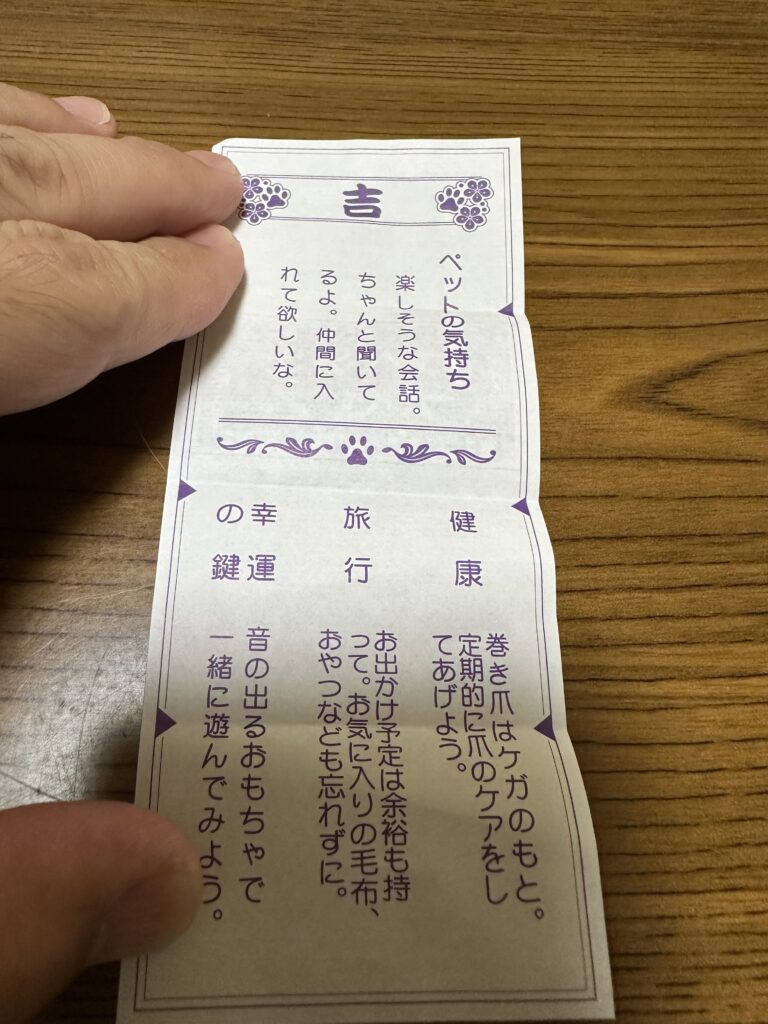 吉
ペットの気持ち
楽しそうな会話。
ちゃんと聞いて
るよ。仲間に入
れて欲しいな。
健康
巻き爪はケガのもと。
定期的に爪のケアをし
てあげよう。
旅行
お出かけ予定は余裕も持
って。お気に入りの毛布、
おやつなども忘れずに。
幸運
の鍵
音の出るおもちゃで
一緒に遊んでみよう。